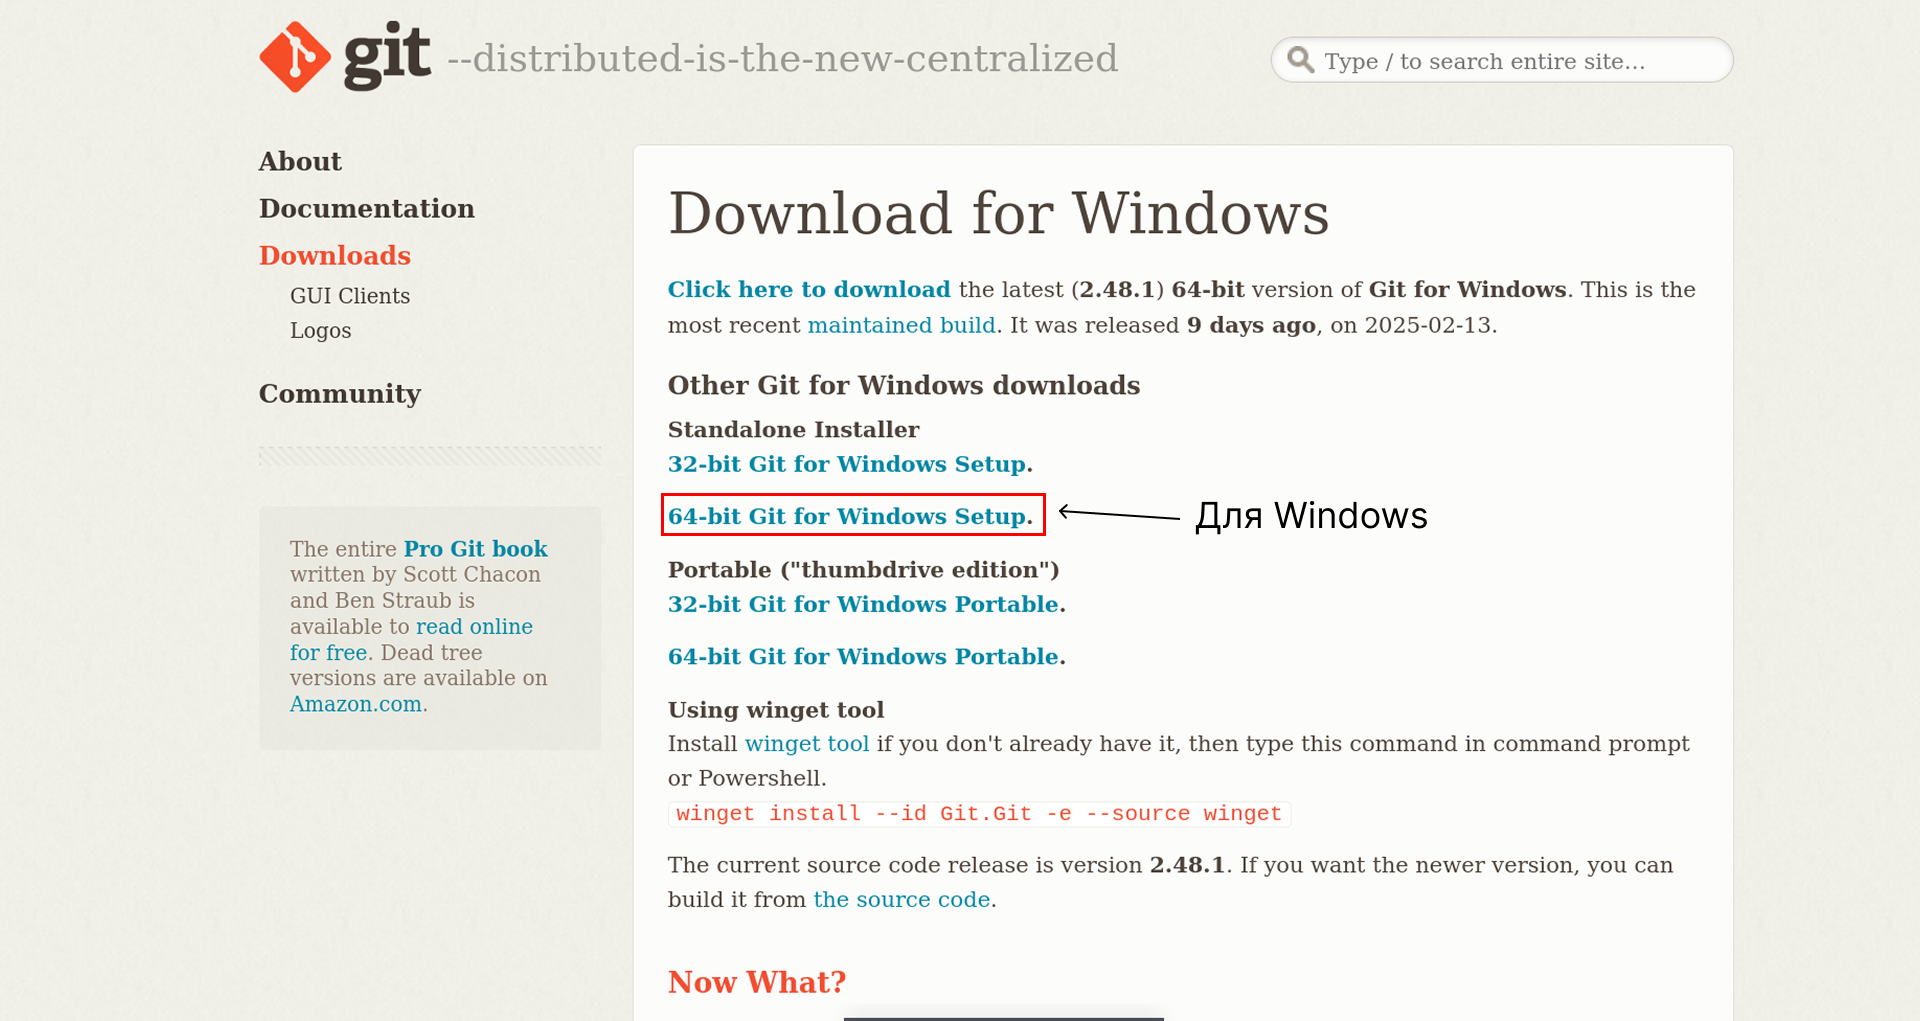 git --distributed-is-the-new-centralized
Type / to search entire site...
About
Documentation
Downloads
GUI Clients
Logos
Community
The entire Pro Git book
written by Scott Chacon
and Ben Straub is
available to read online
for free. Dead tree
versions are available on
Amazon.com.
Download for Windows
Click here to download the latest (2.48.1) 64-bit version of Git for Windows. This is the
most recent maintained build. It was released 9 days ago, on 2025-02-13.
Other Git for Windows downloads
Standalone Installer
32-bit Git for Windows Setup.
64-bit Git for Windows Setup.
Для Windows
Portable ("thumbdrive edition")
32-bit Git for Windows Portable.
64-bit Git for Windows Portable.
Using winget tool
Install winget tool if you don't already have it, then type this command in command prompt
or Powershell.
winget install --id Git.Git -e --source winget
The current source code release is version 2.48.1. If you want the newer version, you can
build it from the source code.
Now What?